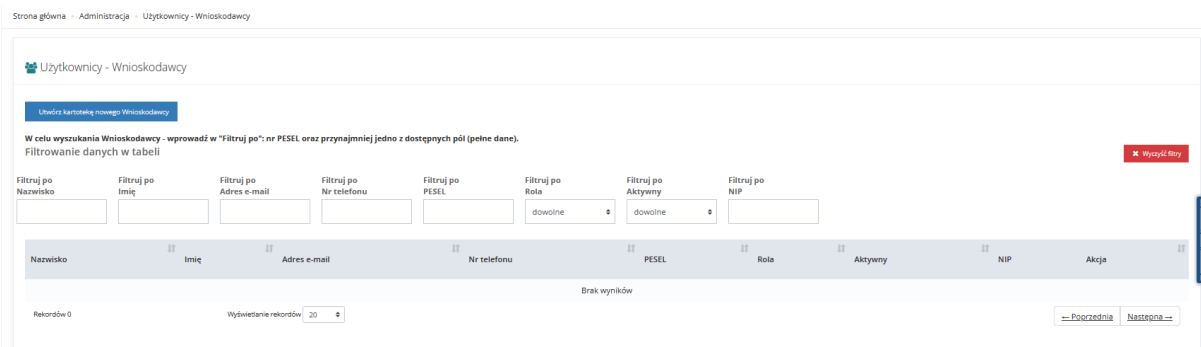 Strona główna Administracja Użytkownicy - Wnioskodawcy
Użytkownicy - Wnioskodawcy
Utwórz kartotekę nowego Wnioskodawcy
W celu wyszukania Wnioskodawcy - wprowadź w "Filtruj po": nr PESEL oraz przynajmniej jedno z dostępnych pól (pełne dane).
Filtrowanie danych w tabeli
✖ Wyczyść filtry
Filtruj po Nazwisko
Filtruj po Imię
Filtruj po Adres e-mail
Filtruj po Nr telefonu
Filtruj po PESEL
Filtruj po Rola
Filtruj po Aktywny
Filtruj po NIP
dowolne dowolne
Nazwisko Imię Adres e-mail Nr telefonu PESEL Rola Aktywny NIP Akcja
Brak wyników
Rekordów 0 Wyświetlanie rekordów 20 ← Poprzednia Następna →